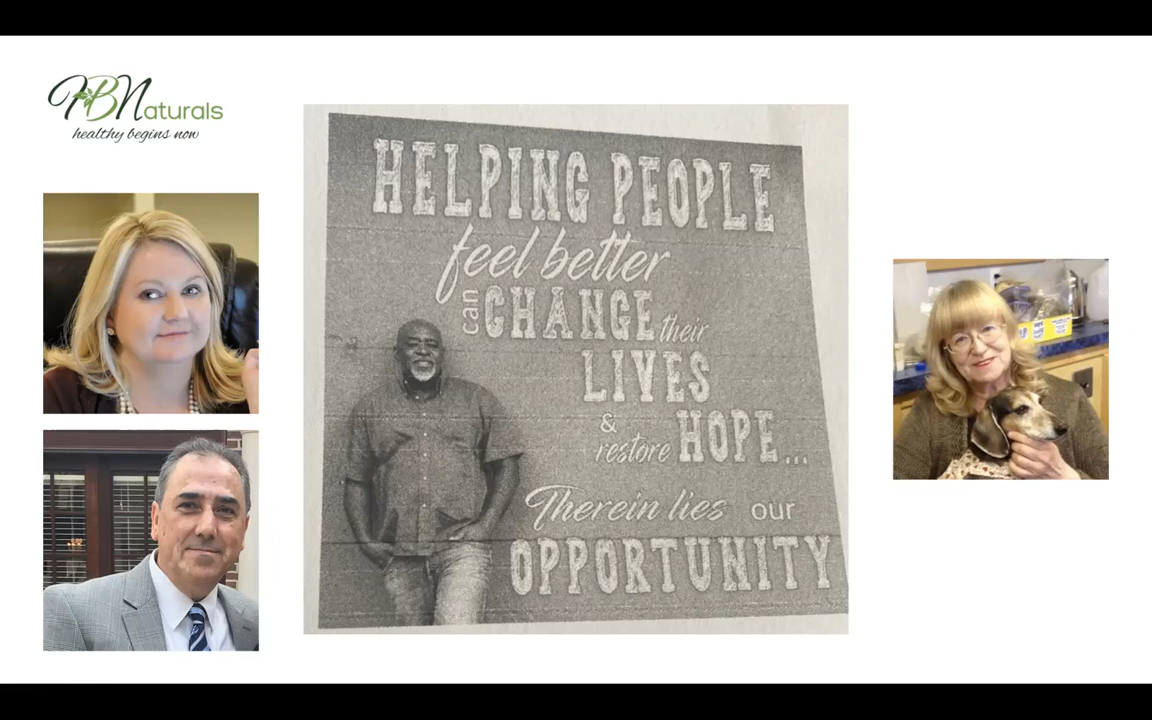 HBNaturals
healthy begins now
HELPING PEOPLE
feel better
can CHANGE their
LIVES
& restore HOPE...
Therein lies our
OPPORTUNITY